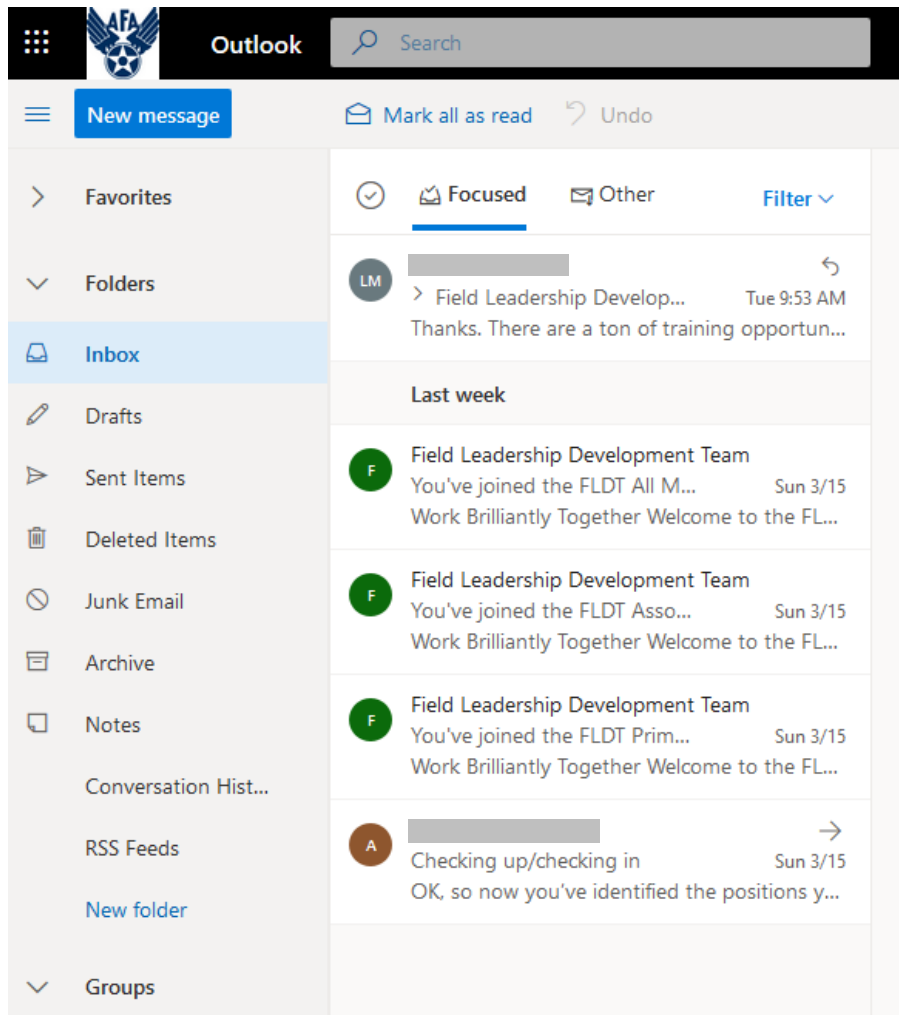 AFA
Outlook
Search
New message
Mark all as read
Undo
Favorites
Folders
Inbox
Drafts
Sent Items
Deleted Items
Junk Email
Archive
Notes
Conversation Hist...
RSS Feeds
New folder
Groups
Focused
Other
Filter
LM
Field Leadership Develop... Tue 9:53 AM
Thanks. There are a ton of training opportun...
Last week
F
Field Leadership Development Team
You've joined the FLDT All M... Sun 3/15
Work Brilliantly Together Welcome to the FL...
F
Field Leadership Development Team
You've joined the FLDT Asso... Sun 3/15
Work Brilliantly Together Welcome to the FL...
F
Field Leadership Development Team
You've joined the FLDT Prim... Sun 3/15
Work Brilliantly Together Welcome to the FL...
A
Checking up/checking in Sun 3/15
OK, so now you've identified the positions y...